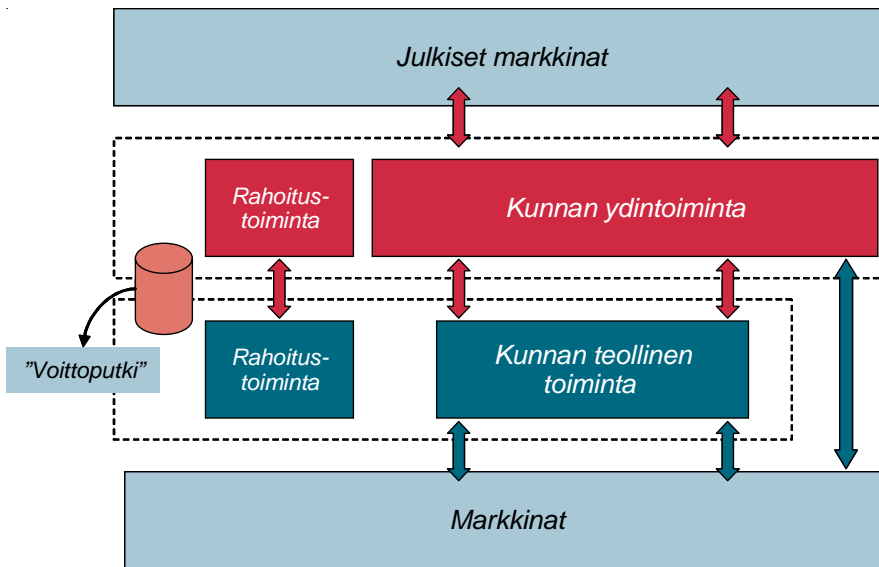 Julkiset markkinat
Rahoitus-
toiminta
Kunnan ydintoiminta
”Voittoputki”
Rahoitus-
toiminta
Kunnan teollinen
toiminta
Markkinat